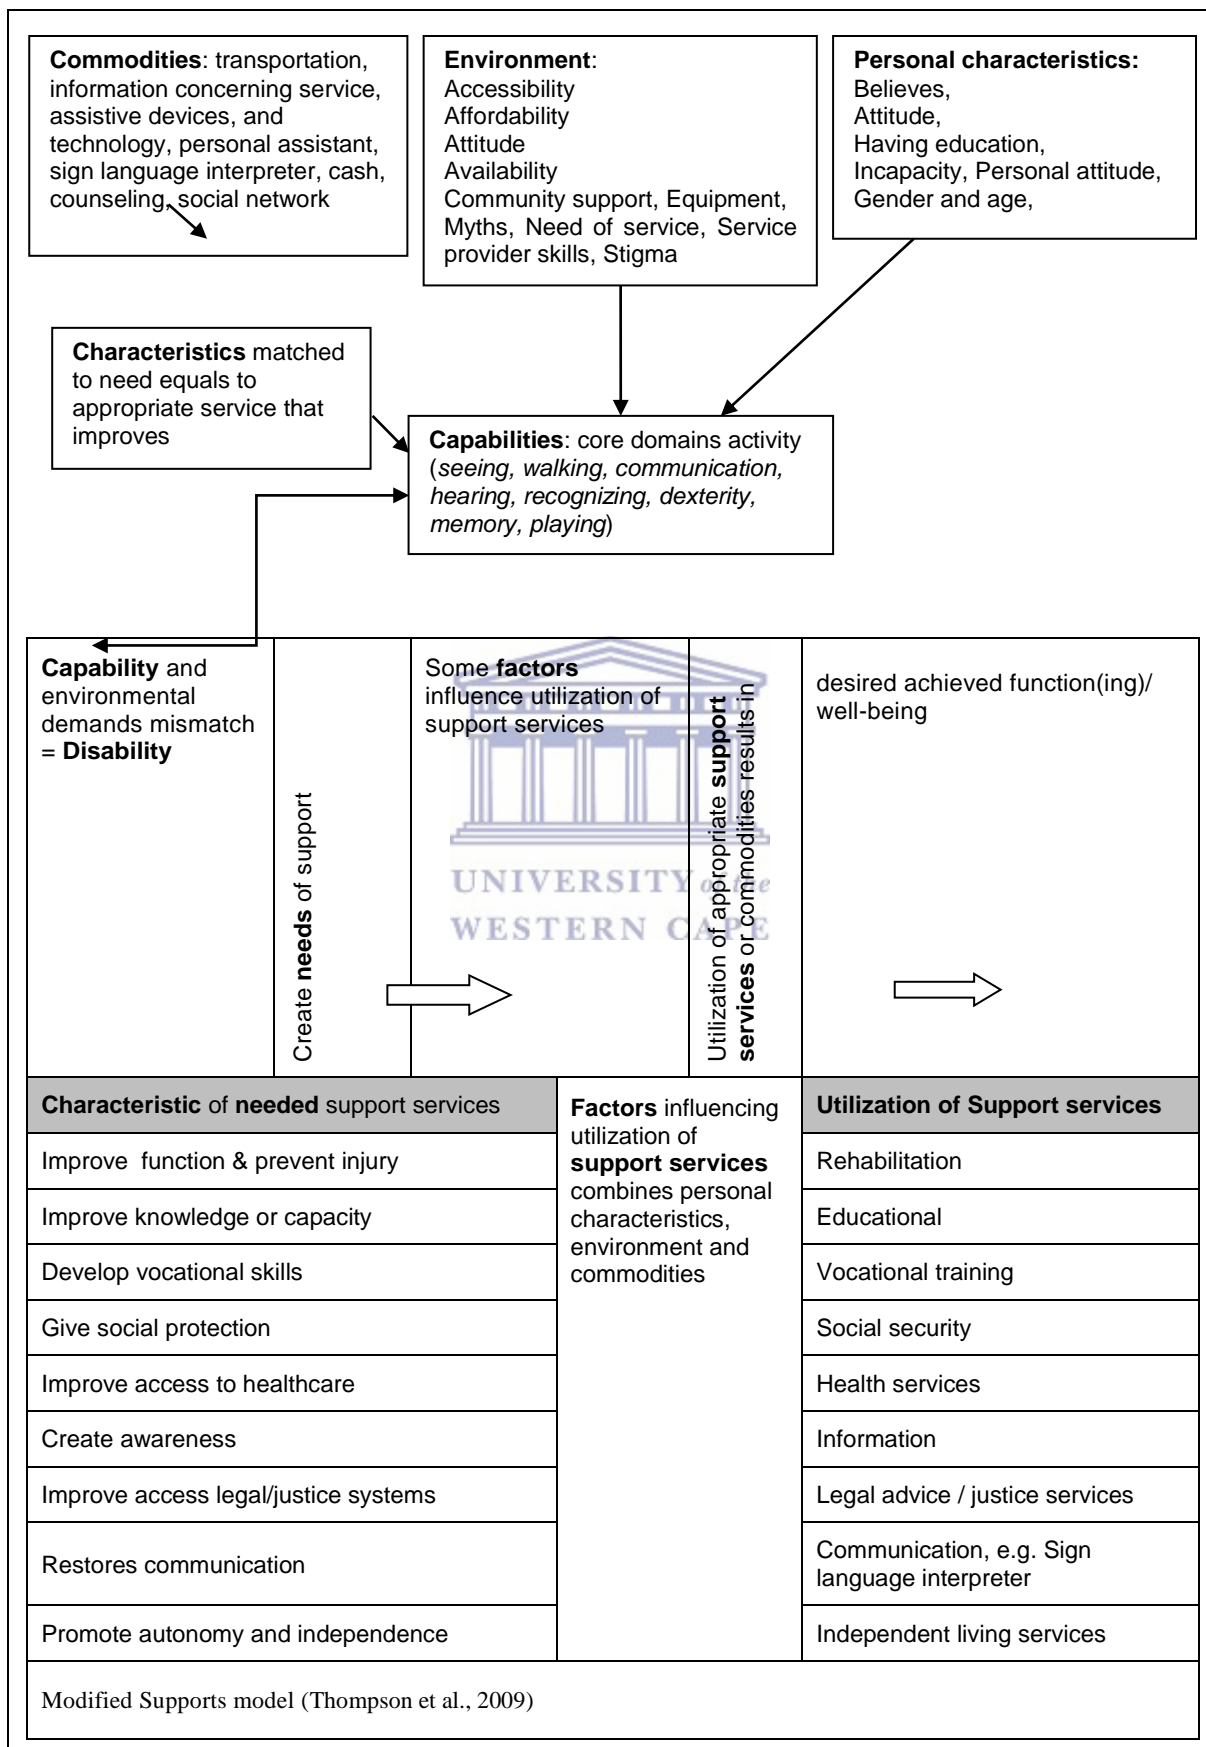 Commodities: transportation,
information concerning service,
assistive devices, and
technology, personal assistant,
sign language interpreter, cash,
counseling, social network
Environment:
Accessibility
Affordability
Attitude
Availability
Community support, Equipment,
Myths, Need of service, Service
provider skills, Stigma
Personal characteristics:
Believes,
Attitude,
Having education,
Incapacity, Personal attitude,
Gender and age,
Characteristics matched
to need equals to
appropriate service that
improves
Capabilities: core domains activity
(seeing, walking, communication,
hearing, recognizing, dexterity,
memory, playing)
Capability and
environmental
demands mismatch
= Disability
Create needs of support
Some factors
influence utilization of
support services
Utilization of appropriate support
services or commodities results in
desired achieved function(ing)/
well-being
UNIVERSITY of the
WESTERN CAPE
Characteristic of needed support services
Factors influencing
utilization of
support services
combines personal
characteristics,
environment and
commodities
Utilization of Support services
Improve function & prevent injury
Rehabilitation
Improve knowledge or capacity
Educational
Develop vocational skills
Vocational training
Give social protection
Social security
Improve access to healthcare
Health services
Create awareness
Information
Improve access legal/justice systems
Legal advice / justice services
Restores communication
Communication, e.g. Sign
language interpreter
Promote autonomy and independence
Independent living services
Modified Supports model (Thompson et al., 2009)